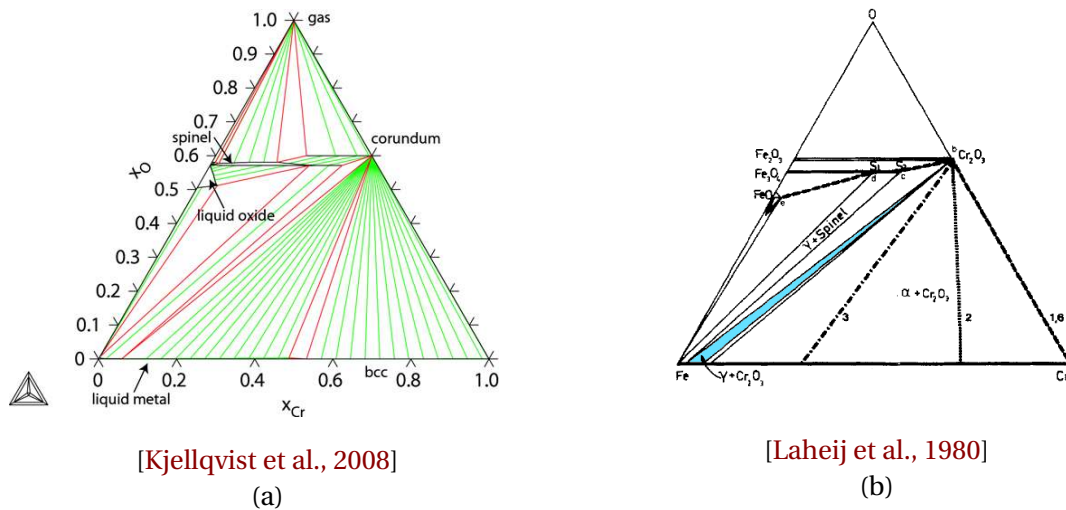 gas
1.0
0.9
0.8
0.7
spinel
0.6
corundum
x_O
0.5
liquid oxide
0.4
0.3
0.2
0.1
0
bcc
0
0.2
0.4
0.6
0.8
1.0
liquid metal
x_Cr
[Kjellqvist et al., 2008]
(a)
O
Fe₂O₃
b
Cr₂O₃
Fe₃O₄
S₁
d
c
FeO
e
γ+Spinel
α+Cr₂O₃
3
2
1,6
Fe
γ+Cr₂O₃
[Laheij et al., 1980]
(b)